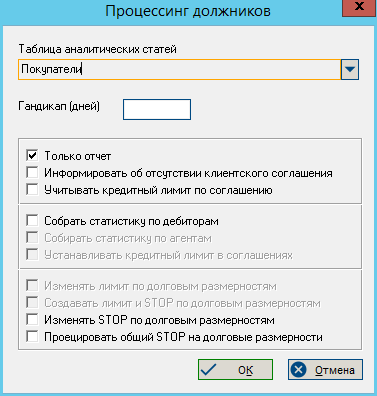 Процессинг должников
x
Таблица аналитических статей
Покупатели
Гандикап (дней)
Только отчет
Информировать об отсутствии клиентского соглашения
Учитывать кредитный лимит по соглашению
Собрать статистику по дебиторам
Собирать статистику по агентам
Устанавливать кредитный лимит в соглашениях
Изменять лимит по долговым размерностям
Создавать лимит и STOP по долговым размерностям
Изменять STOP по долговым размерностям
Проецировать общий STOP на долговые размерности
ОК
Отмена